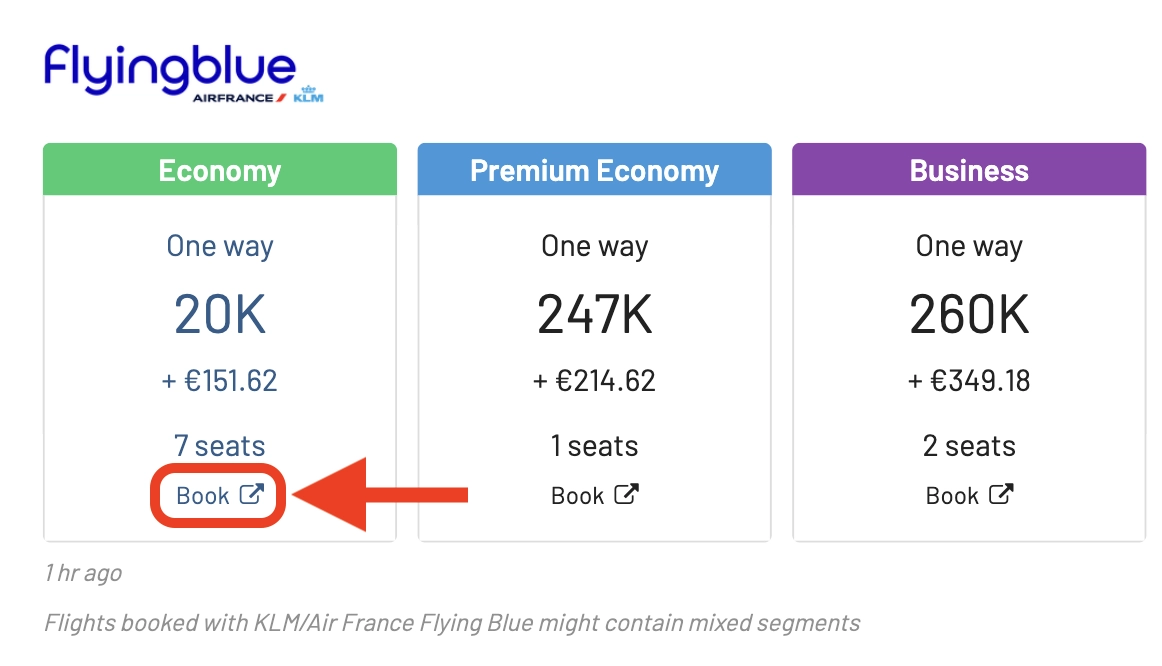 Flyingblue
AIRFRANCE KLM
Economy
One way
20K
+ €151.62
7 seats
Book
Premium Economy
One way
247K
+ €214.62
1 seats
Book
Business
One way
260K
+ €349.18
2 seats
Book
1 hr ago
Flights booked with KLM/Air France Flying Blue might contain mixed segments